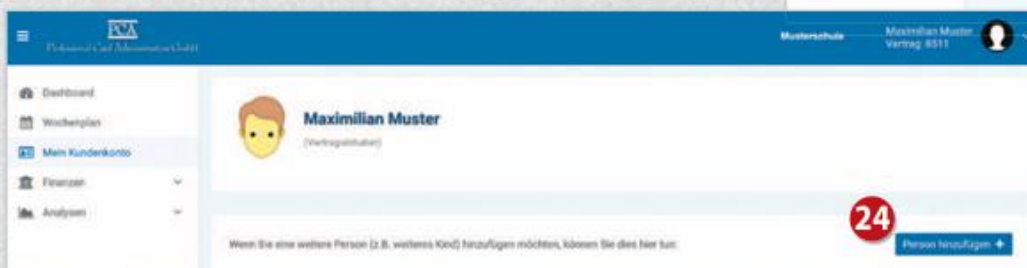 PCA
Professional Card Administration GmbH
Musterschule
Maximilian Muster
Vertrag: 8511
Dashboard
Wochenplan
Mein Kundenkonto
Finanzen
Analysen
Maximilian Muster
(Vertragsinhaber)
24
Wenn Sie eine weitere Person (z.B. weiteres Kind) hinzufügen möchten, können Sie dies hier tun:
Person hinzufügen +